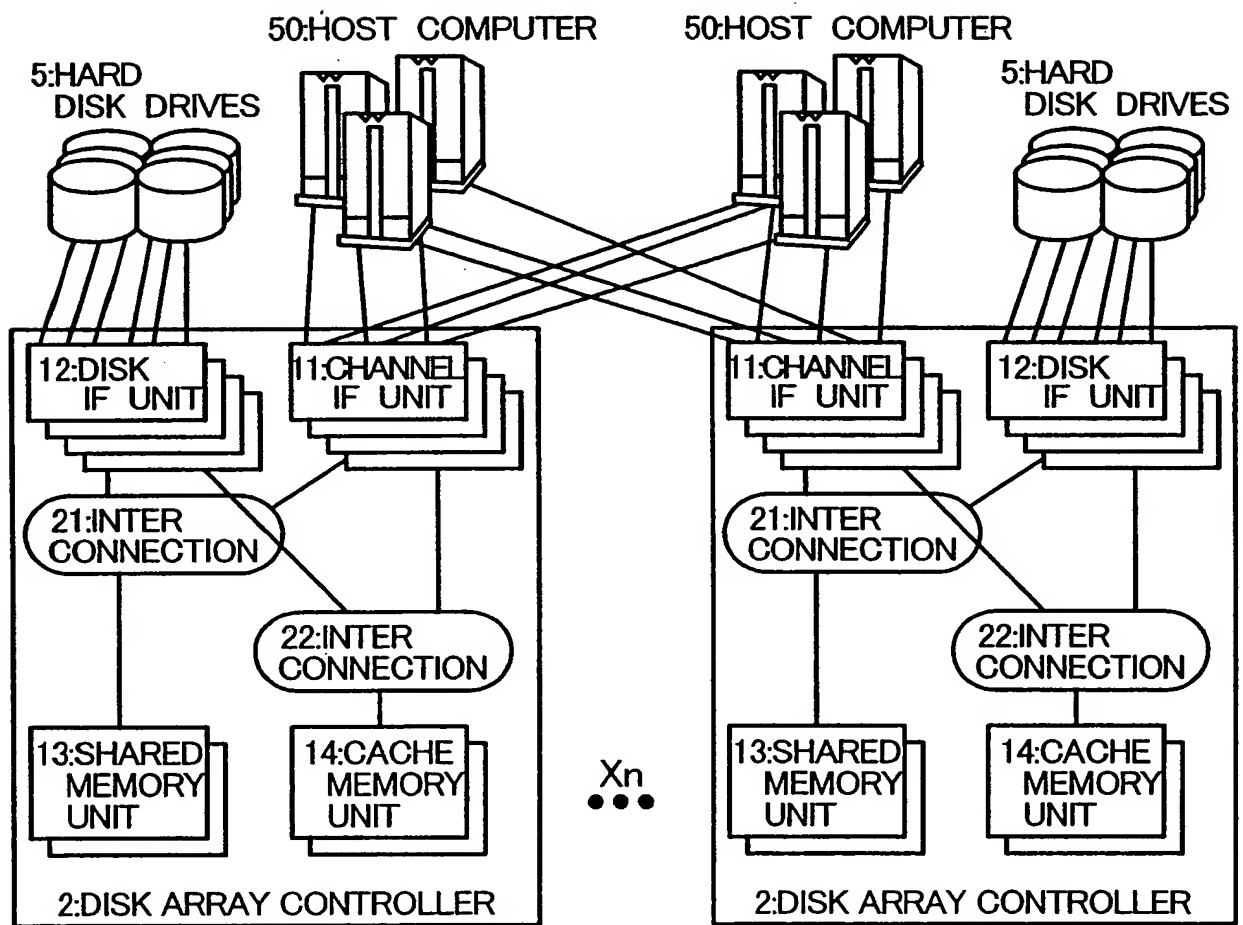 50:HOST COMPUTER
50:HOST COMPUTER
5:HARD
DISK DRIVES
5:HARD
DISK DRIVES
12:DISK
IF UNIT
11:CHANNEL
IF UNIT
11:CHANNEL
IF UNIT
12:DISK
IF UNIT
21:INTER
CONNECTION
21:INTER
CONNECTION
22:INTER
CONNECTION
22:INTER
CONNECTION
13:SHARED
MEMORY
UNIT
14:CACHE
MEMORY
UNIT
Xn
•••
13:SHARED
MEMORY
UNIT
14:CACHE
MEMORY
UNIT
2:DISK ARRAY CONTROLLER
2:DISK ARRAY CONTROLLER